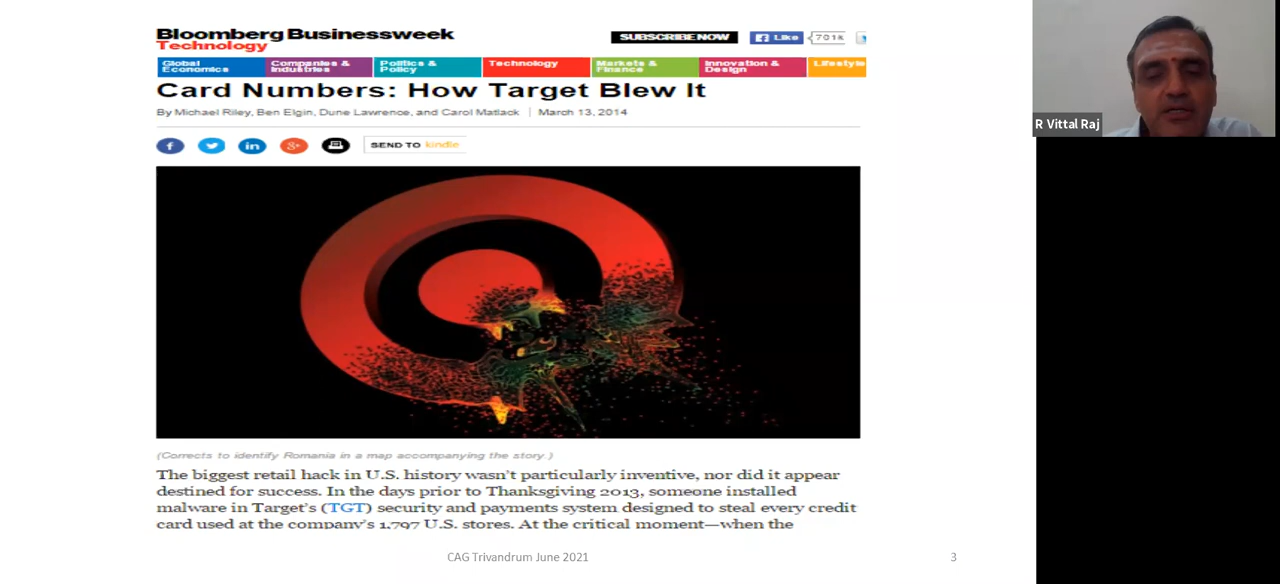 Bloomberg Businessweek
Technology
SUBSCRIBE NOW
Like
701k
Global Economics
Companies & Industries
Politics & Policy
Technology
Markets & Finance
Innovation & Design
Lifestyle
Card Numbers: How Target Blew It
By Michael Riley, Ben Elgin, Dune Lawrence, and Carol Matlack | March 13, 2014
SEND TO kindle
(Corrects to identify Romania in a map accompanying the story.)
The biggest retail hack in U.S. history wasn't particularly inventive, nor did it appear
destined for success. In the days prior to Thanksgiving 2013, someone installed
malware in Target's (TGT) security and payments system designed to steal every credit
card used at the company's 1,797 U.S. stores. At the critical moment—when the
CAG Trivandrum June 2021
3
R Vittal Raj